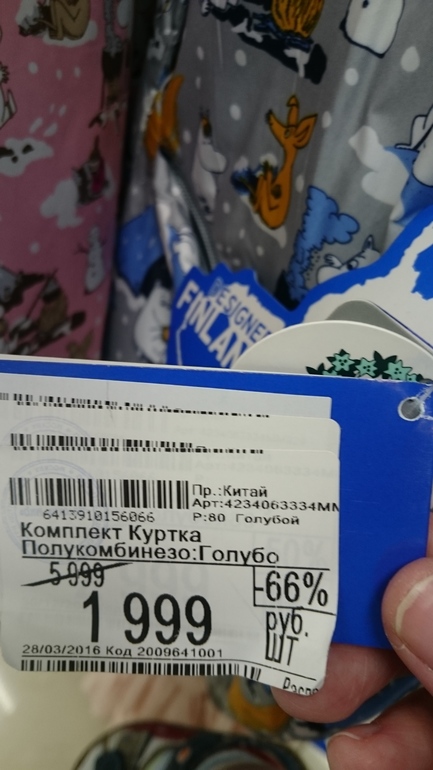 DESIGNED
FINLAN
Пр.:Китай
Арт:4234063334ММ
6413910156066
Р:80 Голубой
Комплект Куртка
Полукомбинезо:Голубо
5 999
-66%
1 999
руб.
ШТ
28/03/2016 Код 2009641001